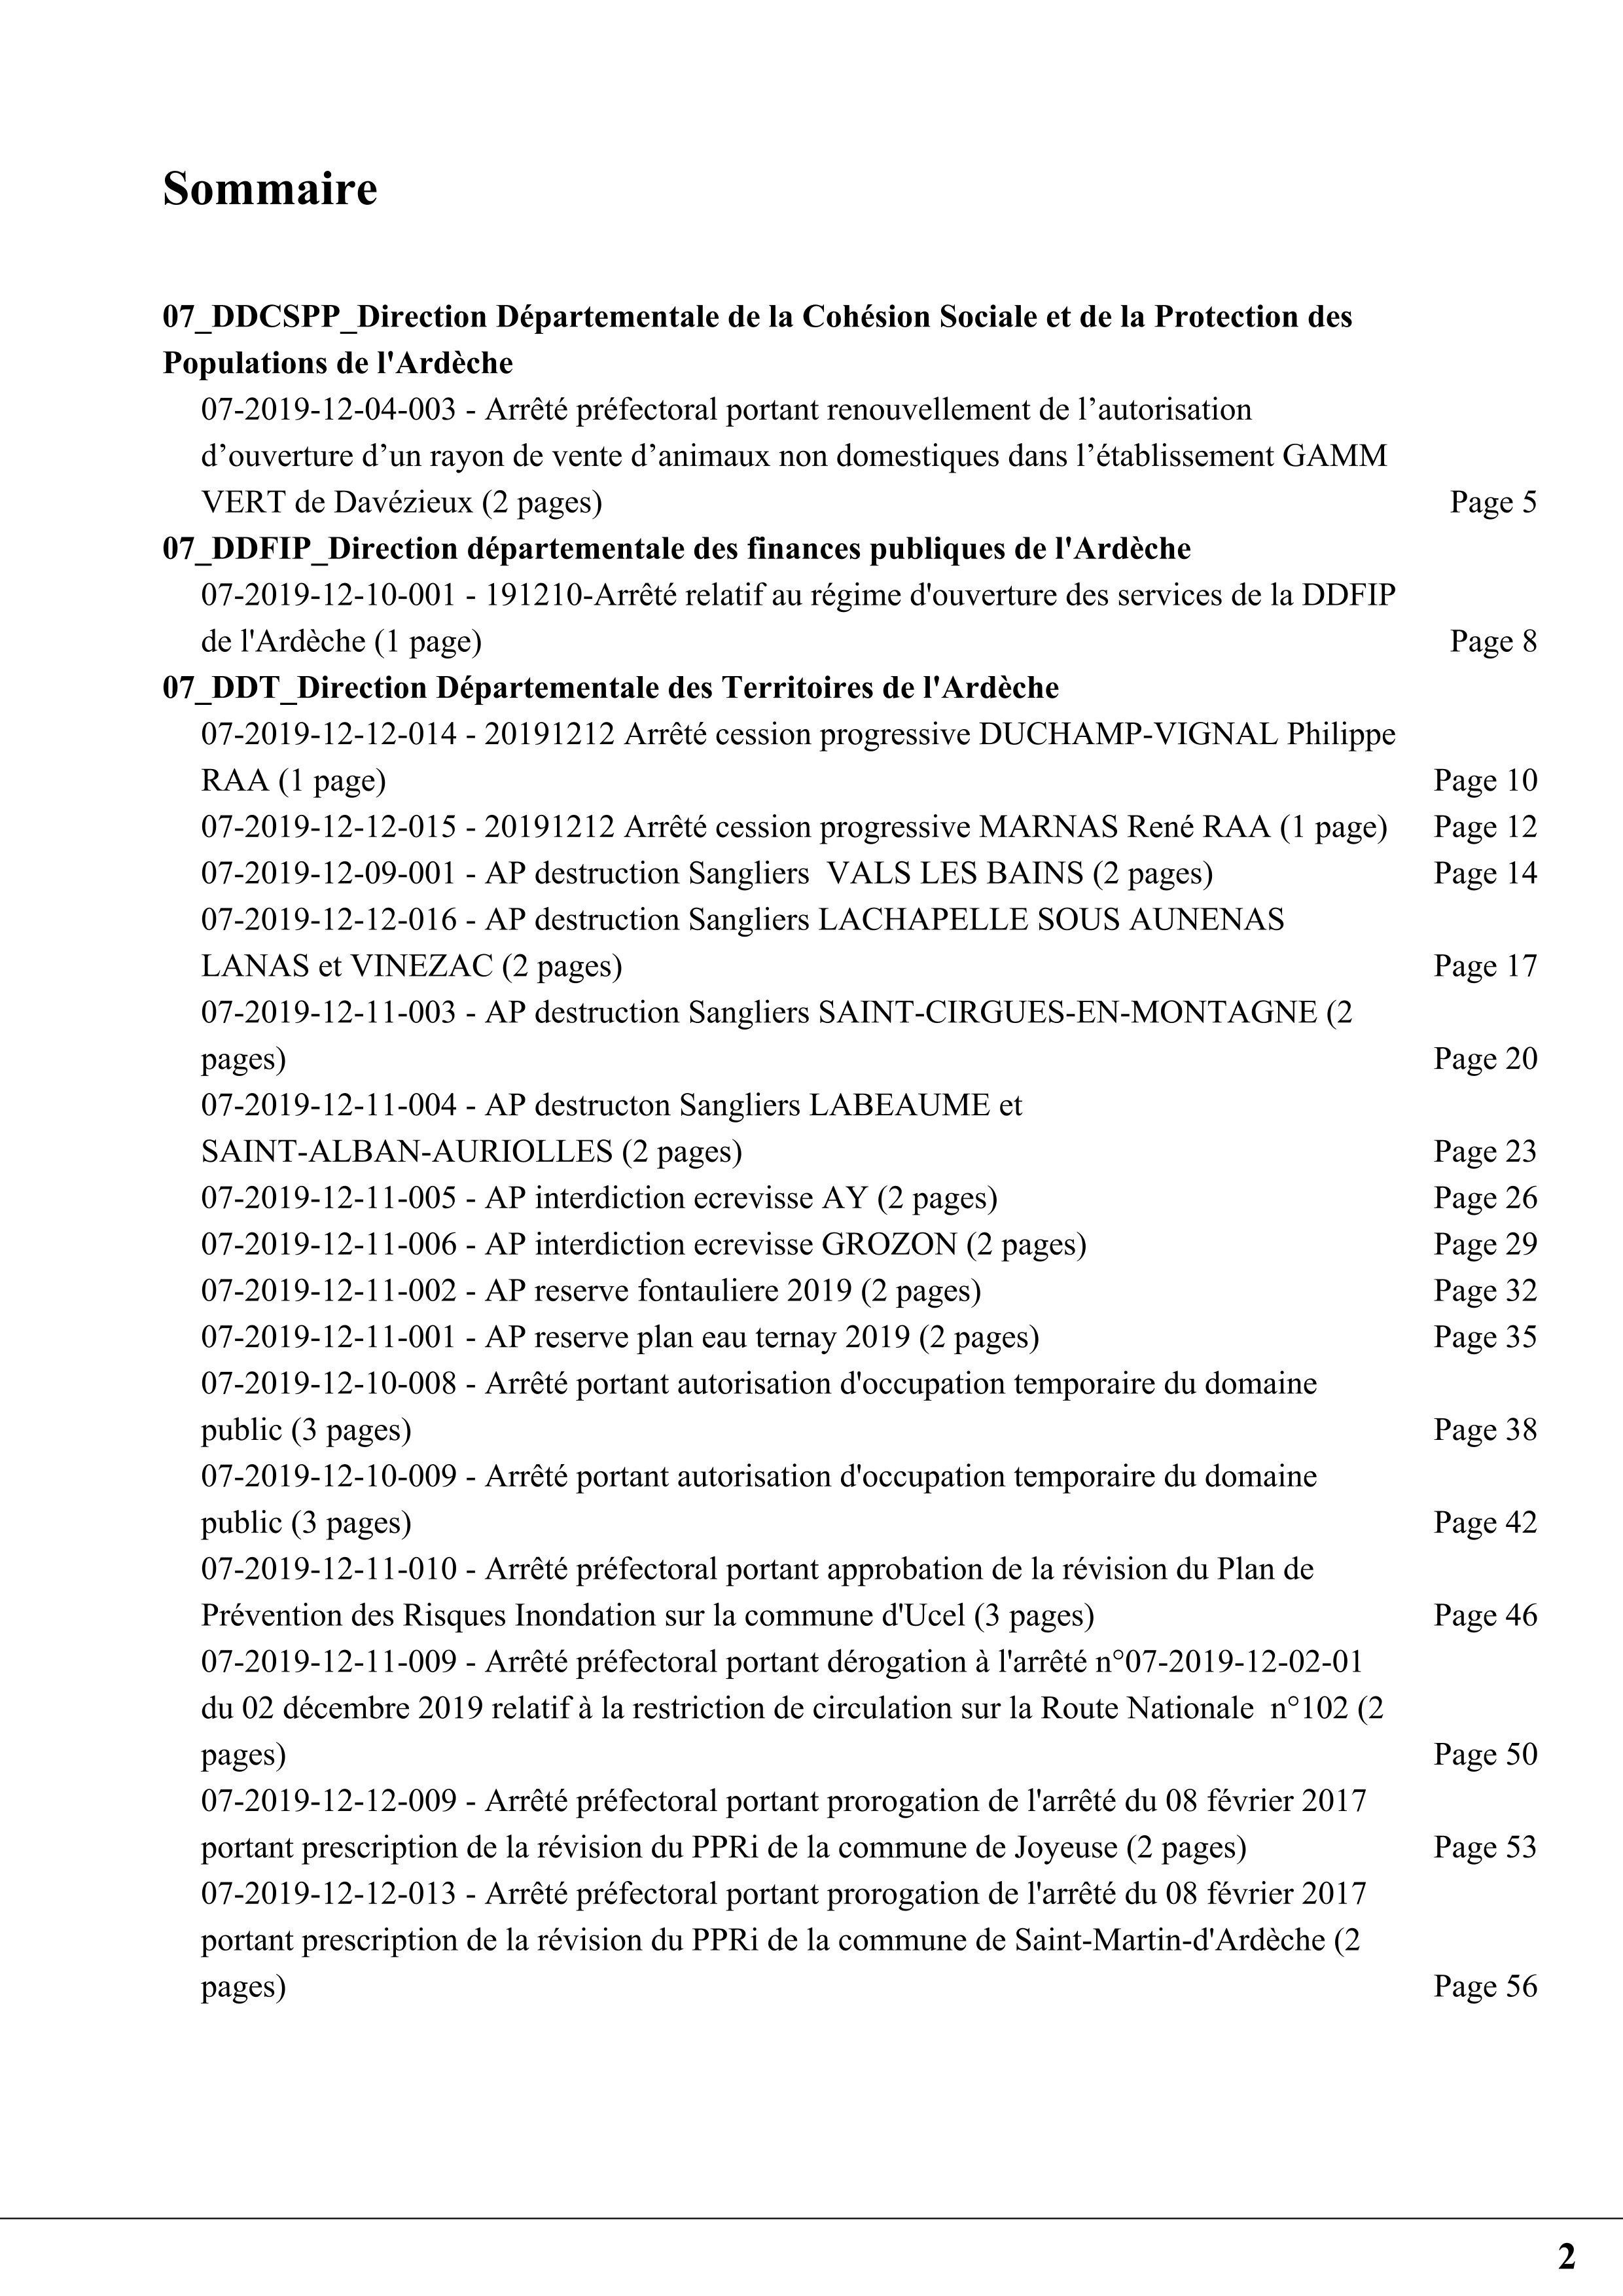 Sommaire
07_DDCSPP_Direction Départementale de la Cohésion Sociale et de la Protection des
Populations de l'Ardèche
07-2019-12-04-003 - Arrêté préfectoral portant renouvellement de l’autorisation
d’ouverture d’un rayon de vente d’animaux non domestiques dans l’établissement GAMM
VERT de Davézieux (2 pages) Page 5
07_DDFIP_Direction départementale des finances publiques de l'Ardèche
07-2019-12-10-001 - 191210-Arrêté relatif au régime d'ouverture des services de la DDFIP
de l'Ardèche (1 page) Page 8
07_DDT_Direction Départementale des Territoires de l'Ardèche
07-2019-12-12-014 - 20191212 Arrêté cession progressive DUCHAMP-VIGNAL Philippe
RAA (1 page) Page 10
07-2019-12-12-015 - 20191212 Arrêté cession progressive MARNAS René RAA (1 page) Page 12
07-2019-12-09-001 - AP destruction Sangliers  VALS LES BAINS (2 pages) Page 14
07-2019-12-12-016 - AP destruction Sangliers LACHAPELLE SOUS AUNENAS
LANAS et VINEZAC (2 pages) Page 17
07-2019-12-11-003 - AP destruction Sangliers SAINT-CIRGUES-EN-MONTAGNE (2
pages) Page 20
07-2019-12-11-004 - AP destructon Sangliers LABEAUME et
SAINT-ALBAN-AURIOLLES (2 pages) Page 23
07-2019-12-11-005 - AP interdiction ecrevisse AY (2 pages) Page 26
07-2019-12-11-006 - AP interdiction ecrevisse GROZON (2 pages) Page 29
07-2019-12-11-002 - AP reserve fontauliere 2019 (2 pages) Page 32
07-2019-12-11-001 - AP reserve plan eau ternay 2019 (2 pages) Page 35
07-2019-12-10-008 - Arrêté portant autorisation d'occupation temporaire du domaine
public (3 pages) Page 38
07-2019-12-10-009 - Arrêté portant autorisation d'occupation temporaire du domaine
public (3 pages) Page 42
07-2019-12-11-010 - Arrêté préfectoral portant approbation de la révision du Plan de
Prévention des Risques Inondation sur la commune d'Ucel (3 pages) Page 46
07-2019-12-11-009 - Arrêté préfectoral portant dérogation à l'arrêté n°07-2019-12-02-01
du 02 décembre 2019 relatif à la restriction de circulation sur la Route Nationale  n°102 (2
pages) Page 50
07-2019-12-12-009 - Arrêté préfectoral portant prorogation de l'arrêté du 08 février 2017
portant prescription de la révision du PPRi de la commune de Joyeuse (2 pages) Page 53
07-2019-12-12-013 - Arrêté préfectoral portant prorogation de l'arrêté du 08 février 2017
portant prescription de la révision du PPRi de la commune de Saint-Martin-d'Ardèche (2
pages) Page 56
2